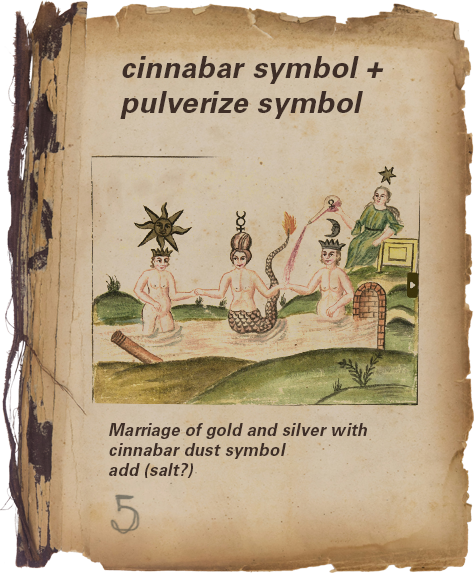 cinnabar symbol +
pulverize symbol
Marriage of gold and silver with
cinnabar dust symbol
add (salt?)
5